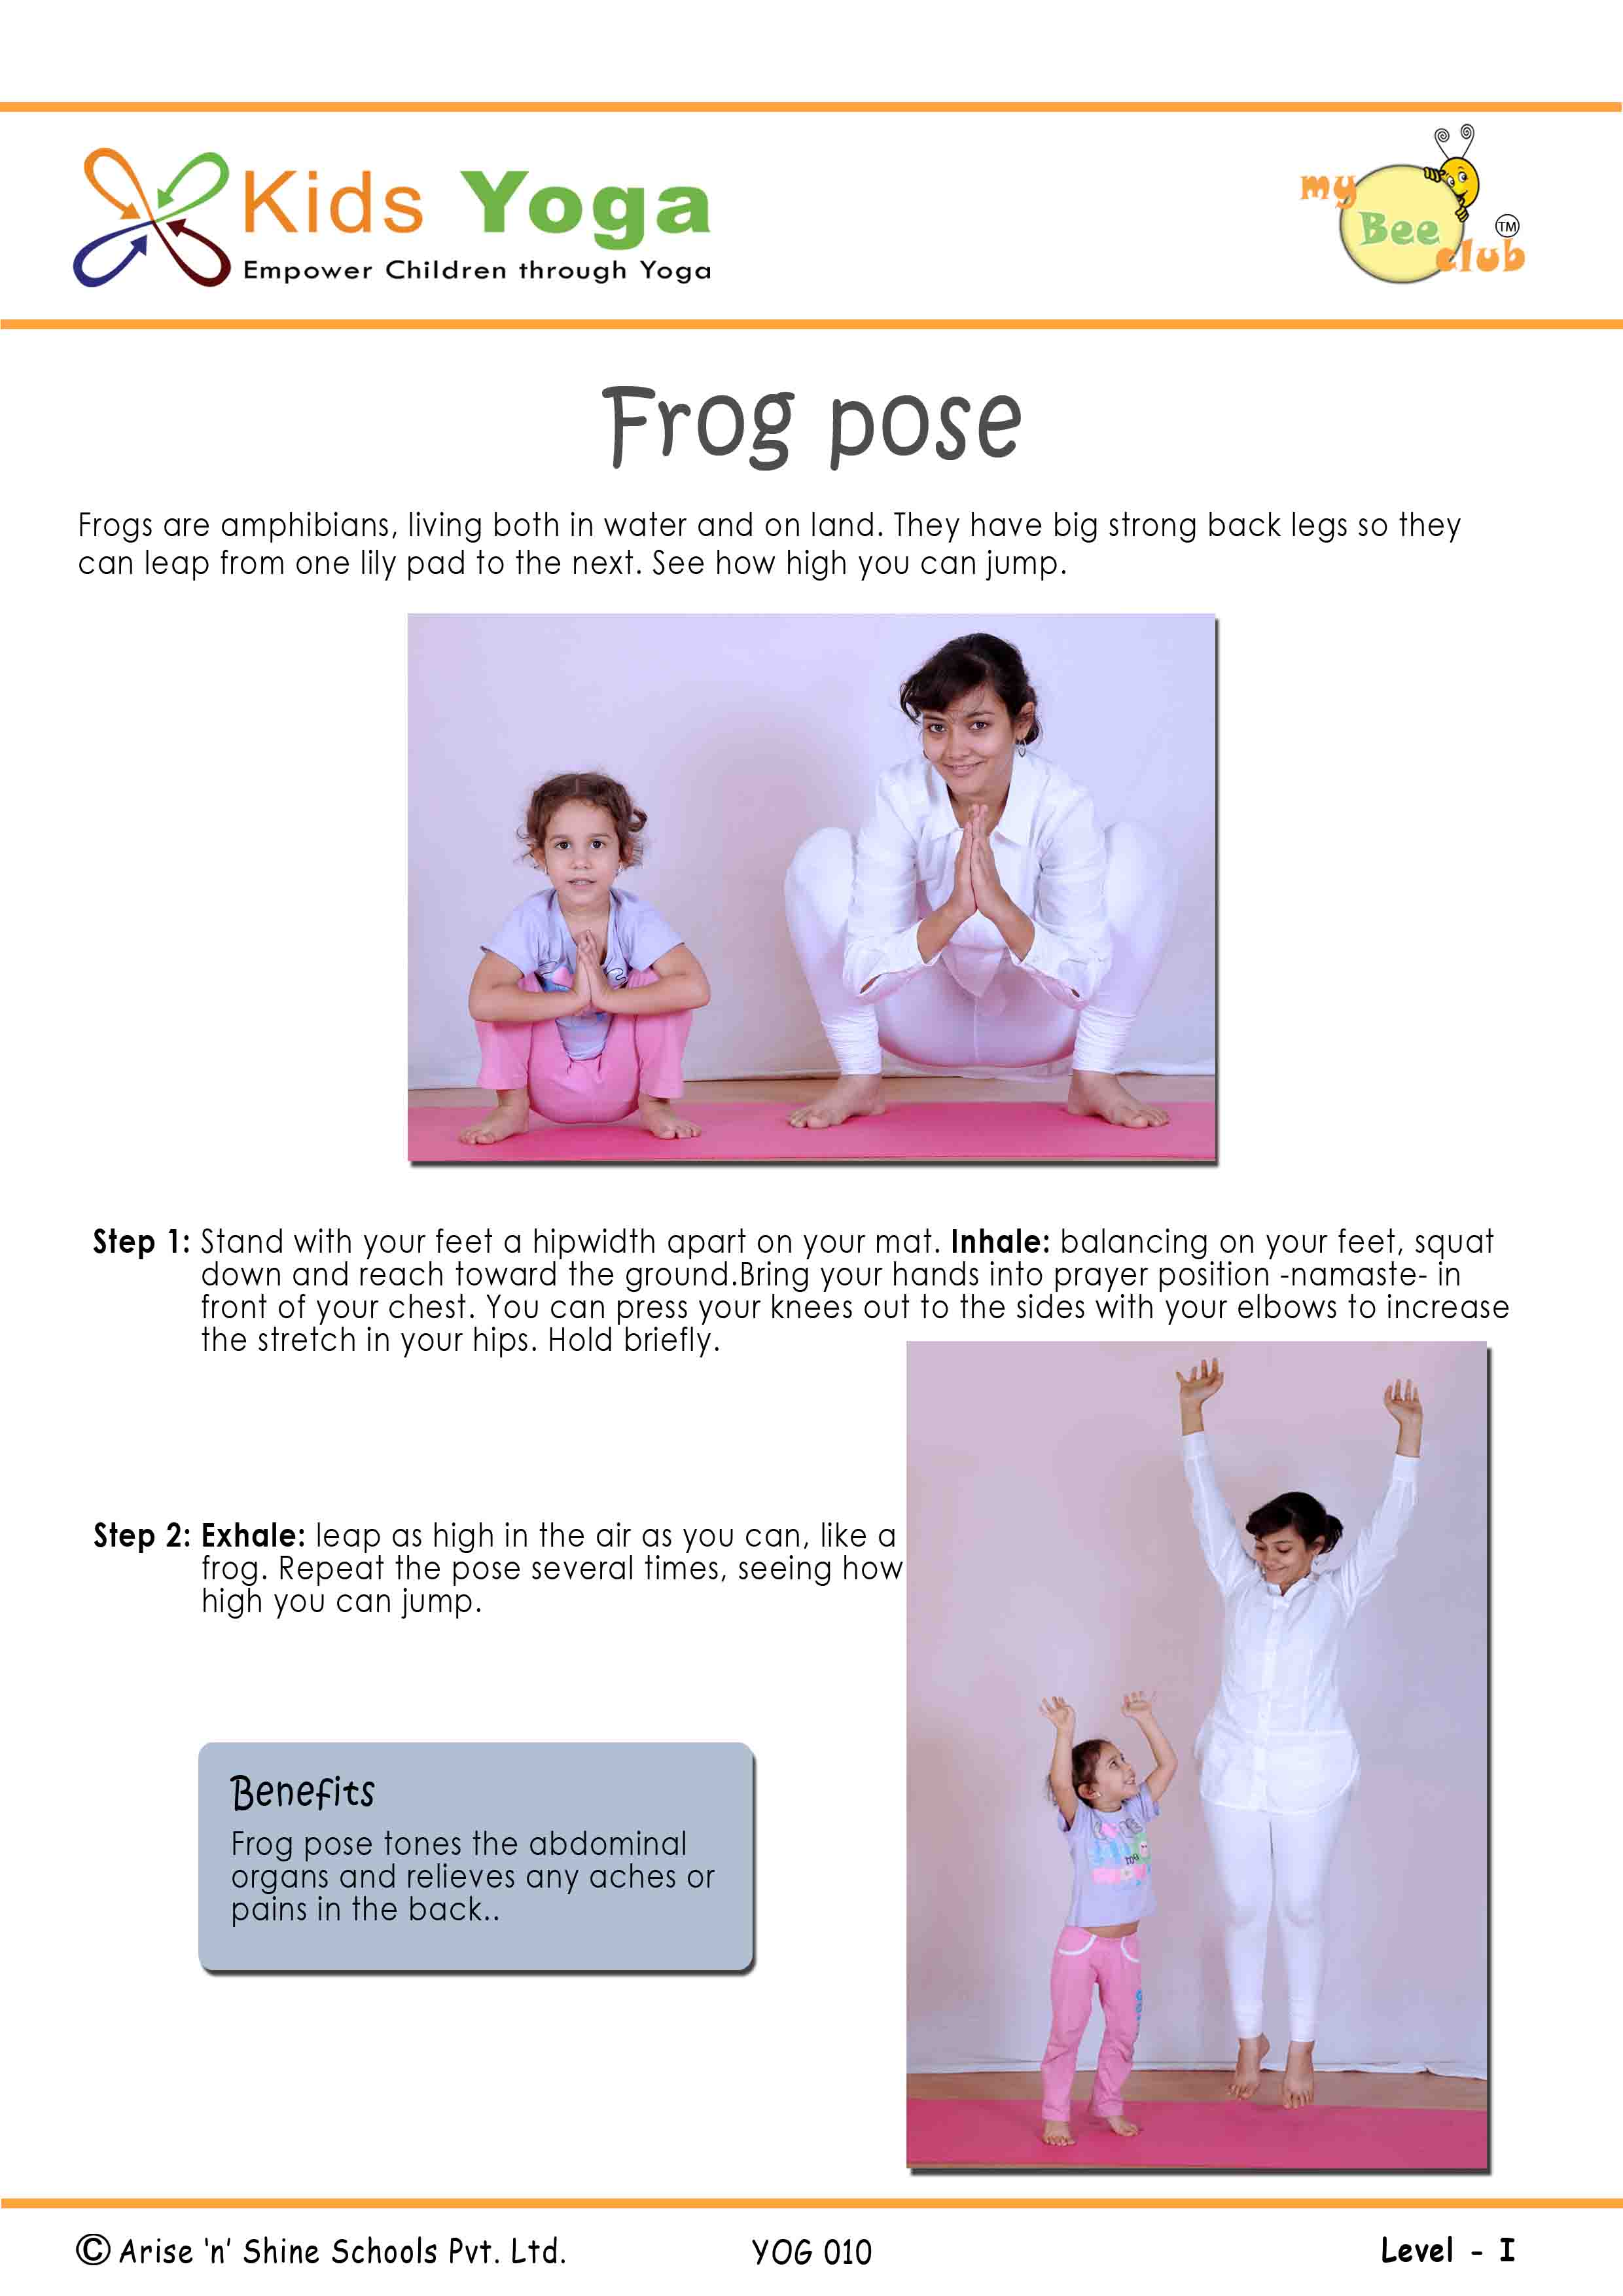 Kids Yoga
Empower Children through Yoga
my
Bee
club
TM
Frog pose
Frogs are amphibians, living both in water and on land. They have big strong back legs so they
can leap from one lily pad to the next. See how high you can jump.
Step 1: Stand with your feet a hipwidth apart on your mat. Inhale: balancing on your feet, squat
down and reach toward the ground.Bring your hands into prayer position -namaste- in
front of your chest. You can press your knees out to the sides with your elbows to increase
the stretch in your hips. Hold briefly.
Step 2: Exhale: leap as high in the air as you can, like a
frog. Repeat the pose several times, seeing how
high you can jump.
Benefits
Frog pose tones the abdominal
organs and relieves any aches or
pains in the back..
© Arise 'n' Shine Schools Pvt. Ltd.
YOG 010
Level - I